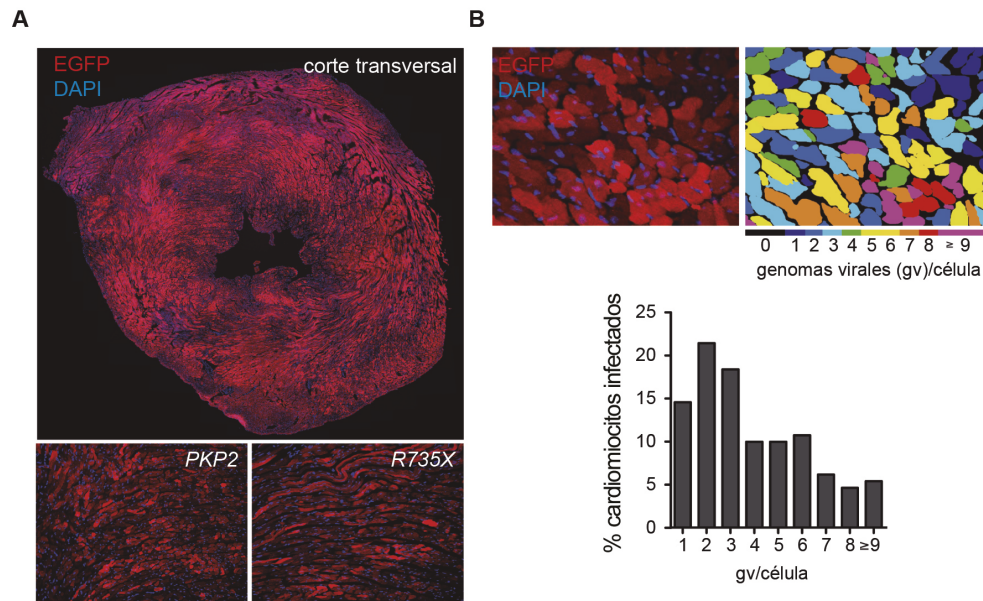 A
EGFP
DAPI
corte transversal
PKP2
R735X
B
EGFP
DAPI
0 1 2 3 4 5 6 7 8 ≥ 9
genomas virales (gv)/célula
% cardiomiocitos infectados
25
20
15
10
5
0
1 2 3 4 5 6 7 8 ≥9
gv/célula